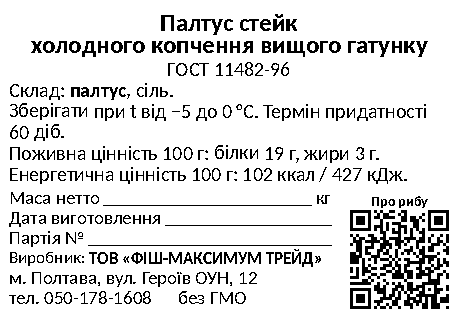 Палтус стейк
холодного копчення вищого гатунку
ГОСТ 11482-96
Склад: палтус, сіль.
Зберігати при t від −5 до 0 °С. Термін придатності
60 діб.
Поживна цінність 100 г: білки 19 г, жири 3 г.
Енергетична цінність 100 г: 102 ккал / 427 кДж.
Маса нетто ______________________ кг
Про рибу
Дата виготовлення __________________
Партія № __________________________
Виробник: ТОВ «ФІШ-МАКСИМУМ ТРЕЙД»
м. Полтава, вул. Героїв ОУН, 12
тел. 050-178-1608 без ГМО